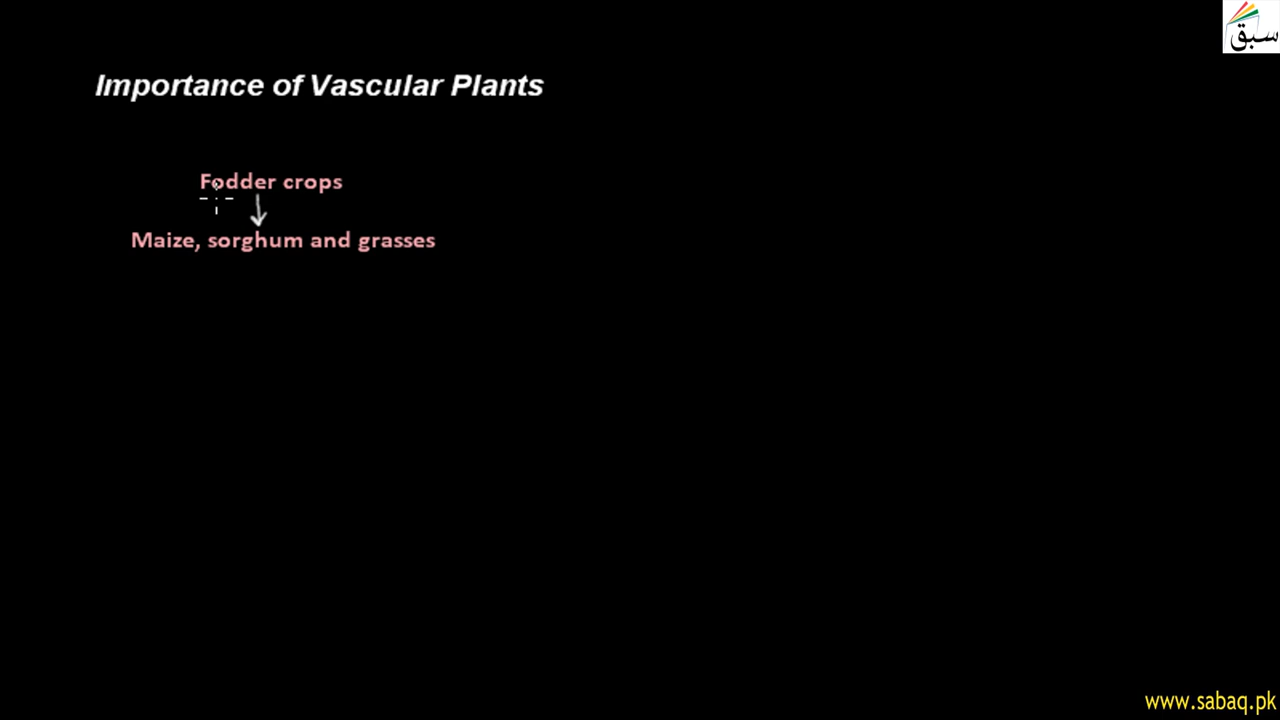 سبق
Importance of Vascular Plants
Fodder crops
Maize, sorghum and grasses
www.sabaq.pk